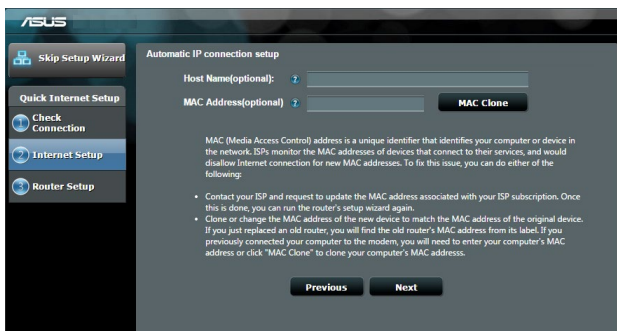 ASUS
Skip Setup Wizard
Quick Internet Setup
1 Check
Connection
2 Internet Setup
3 Router Setup
Automatic IP connection setup
Host Name(optional): ?
MAC Address(optional) ? MAC Clone
MAC (Media Access Control) address is a unique identifier that identifies your computer or device in
the network. ISPs monitor the MAC addresses of devices that connect to their services, and would
disallow Internet connection for new MAC addresses. To fix this issue, you can do either of the
following:
• Contact your ISP and request to update the MAC address associated with your ISP subscription. Once
this is done, you can run the router's setup wizard again.
• Clone or change the MAC address of the new device to match the MAC address of the original device.
If you just replaced an old router, you will find the old router's MAC address from its label. If you
previously connected your computer to the modem, you will need to enter your computer's MAC
address or click "MAC Clone" to clone your computer's MAC addresss.
Previous Next